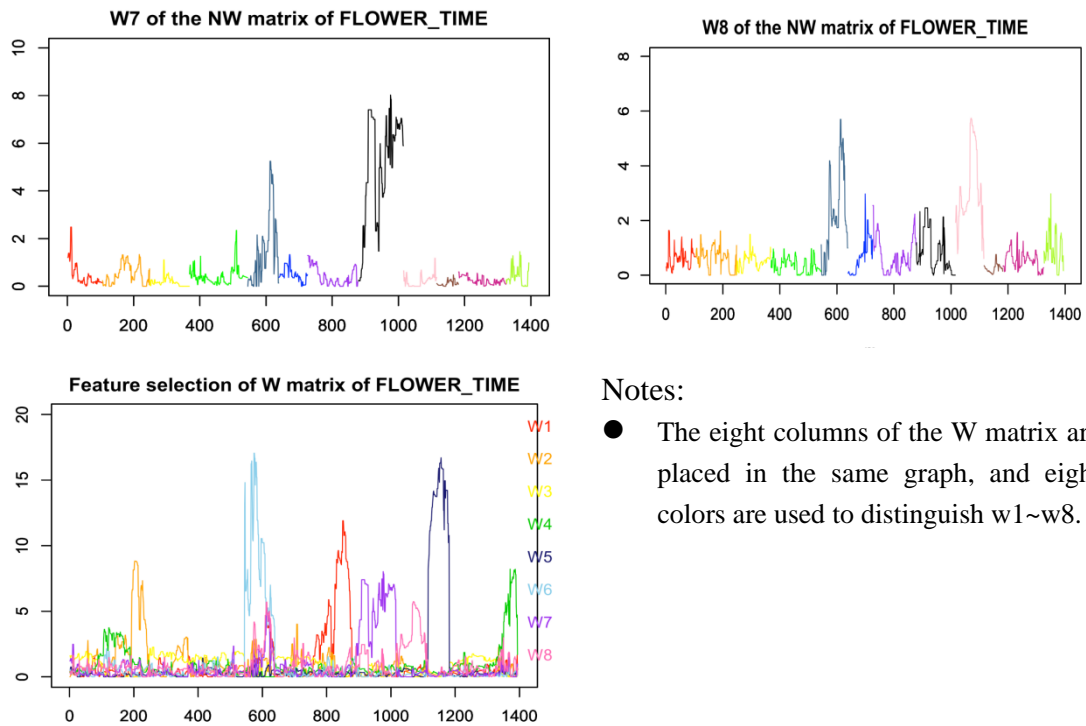 W7 of the NW matrix of FLOWER_TIME
10
8
6
4
2
0
0 200 400 600 800 1000 1200 1400
W8 of the NW matrix of FLOWER_TIME
8
6
4
2
0
0 200 400 600 800 1000 1200 1400
Feature selection of W matrix of FLOWER_TIME
20
15
10
5
0
0 200 400 600 800 1000 1200 1400
W1
W2
W3
W4
W5
W6
W7
W8
Notes:
● The eight columns of the W matrix
placed in the same graph, and
colors are used to distinguish w1~w8.